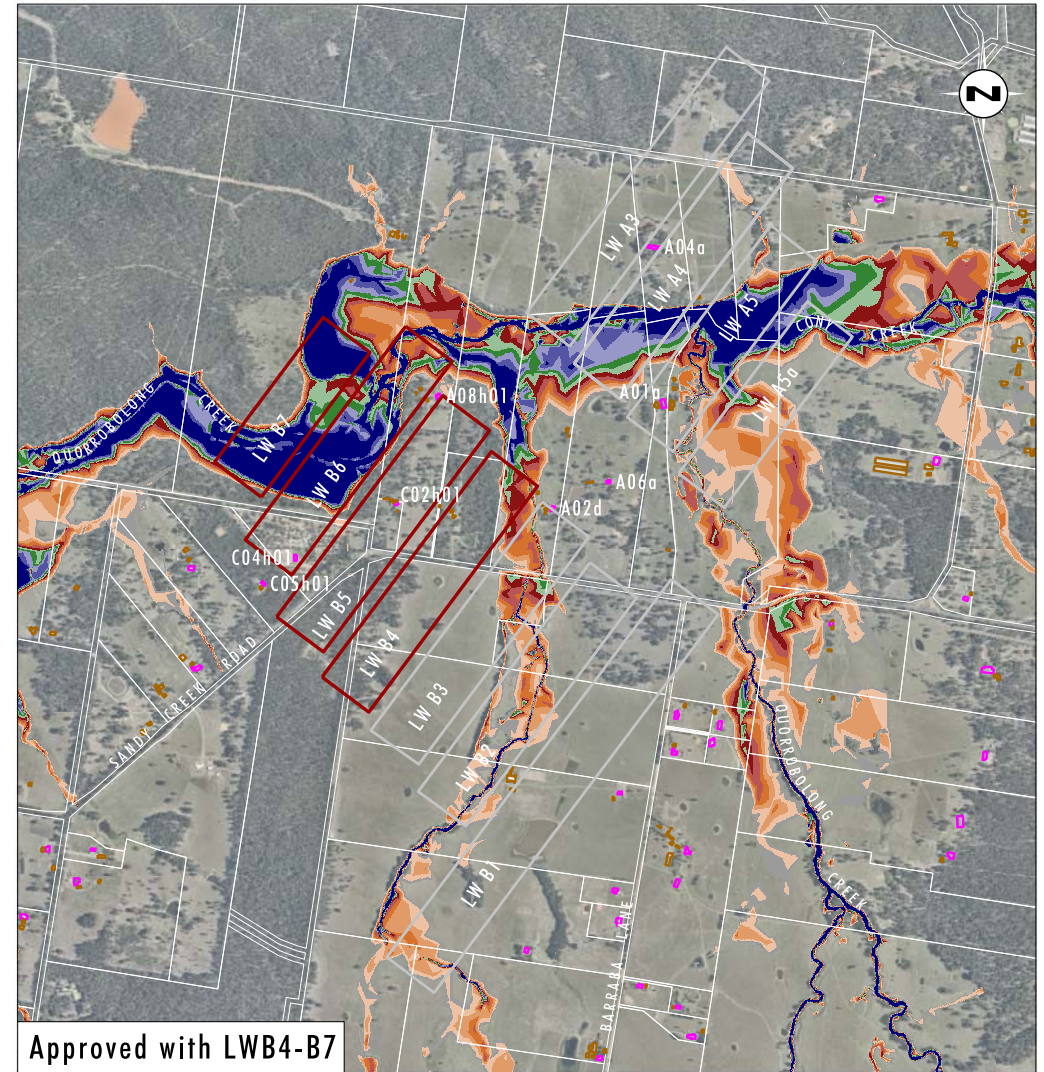 N
LW A3
A04a
LW A4
LW A5
CONY CREEK
LW A5a
QUORROBOLONG
CREEK
LW B7
LW B6
A08h01
A01a
C02h01
A06a
A02d
C04h01
C05h01
LW B5
LW B4
SANDY CREEK ROAD
LW B3
LW B2
QUORROBOLONG
CREEK
LW B1
BARRABA LANE
Approved with LWB4-B7